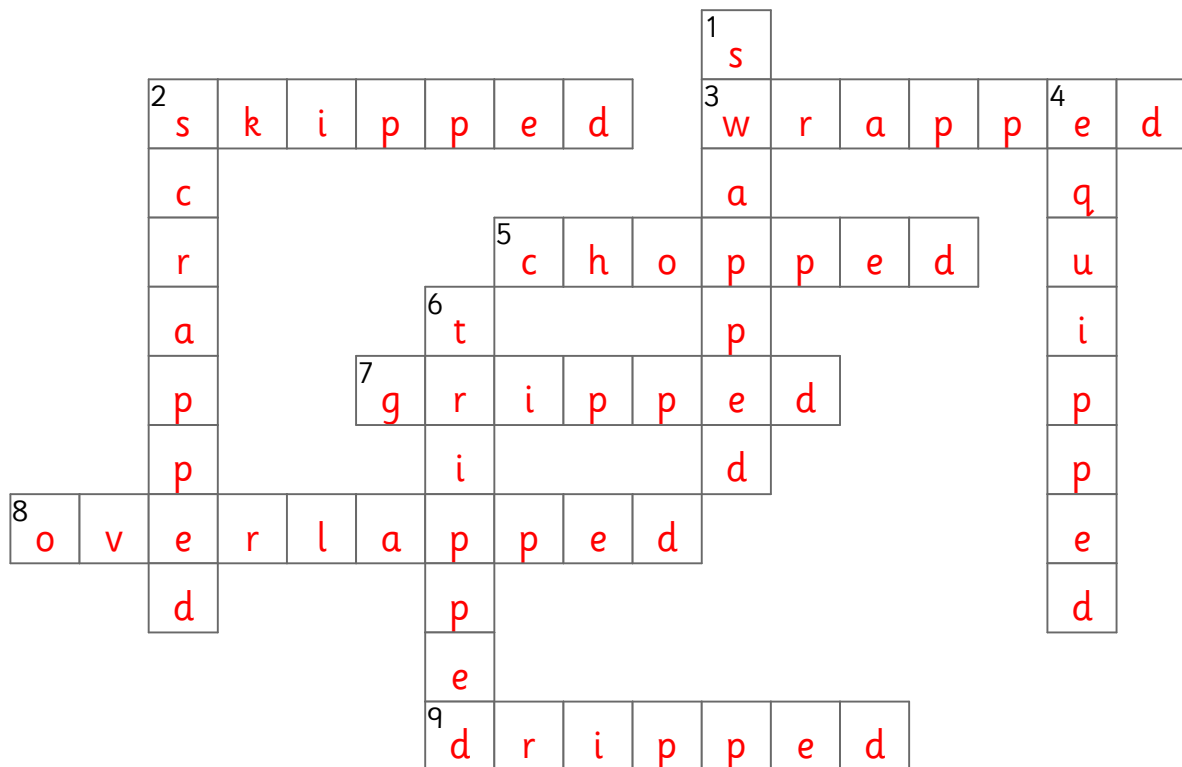 1 s
2 s k i p p e d 3 w r a p p 4 e d
c a q
r 5 c h o p p e d u
a 6 t p i
p 7 g r i p p e d p
p i d p
8 o v e r l a p p e d e
d p d
e
9 d r i p p e d